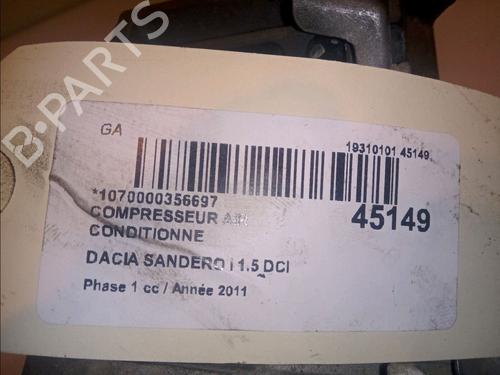 B-PARTS
GA
19310101 45149
*1070000356697
45149
COMPRESSEUR AIR
CONDITIONNE
DACIA SANDERO I 1.5 DCI
Phase 1 cc / Année 2011